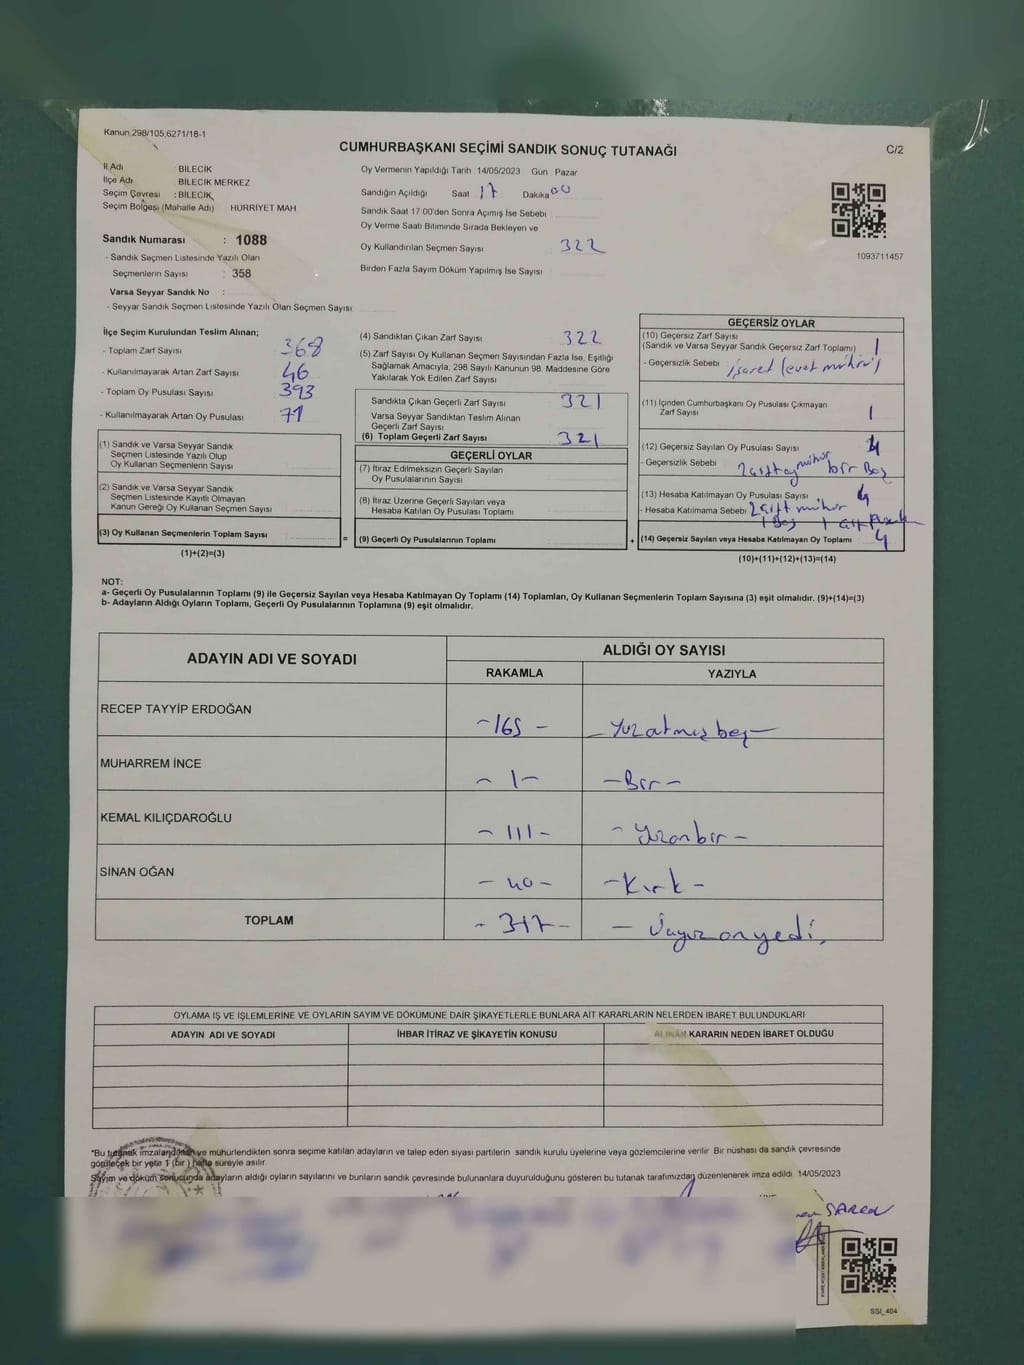 Kanun 298/105,6271/18-1
CUMHURBAŞKANI SEÇİMİ SANDIK SONUÇ TUTANAĞI
C/2
İl Adı : BİLECİK
İlçe Adı : BİLECİK MERKEZ
Seçim Çevresi : BİLECİK
Seçim Bölgesi (Mahalle Adı) HÜRRİYET MAH
Sandık Numarası : 1088
- Sandık Seçmen Listesinde Yazılı Olan
Seçmenlerin Sayısı : 358
Varsa Seyyar Sandık No :
- Seyyar Sandık Seçmen Listesinde Yazılı Olan Seçmen Sayısı
Oy Vermenin Yapıldığı Tarih 14/05/2023 Gün Pazar
Sandığın Açıldığı Saat 17 Dakika 00
Sandık Saat 17 00'den Sonra Açımış İse Sebebi
Oy Verme Saati Bitiminde Sırada Bekleyen ve
Oy Kullandırılan Seçmen Sayısı 322
Birden Fazla Sayım Döküm Yapılmış İse Sayısı
1093711457
İlçe Seçim Kurulundan Teslim Alınan;
- Toplam Zarf Sayısı 368
- Kullanılmayarak Artan Zarf Sayısı 46
- Toplam Oy Pusulası Sayısı 393
- Kullanılmayarak Artan Oy Pusulası 71
(1) Sandık ve Varsa Seyyar Sandık
Seçmen Listesinde Yazılı Olup
Oy Kullanan Seçmenlerin Sayısı
(2) Sandık ve Varsa Seyyar Sandık
Seçmen Listesinde Kayıtlı Olmayan
Kanun Gereği Oy Kullanan Seçmen Sayısı
(3) Oy Kullanan Seçmenlerin Toplam Sayısı
(1)+(2)=(3)
(4) Sandıktan Çıkan Zarf Sayısı 322
(5) Zarf Sayısı Oy Kullanan Seçmen Sayısından Fazla İse, Eşitliği
Sağlamak Amacıyla, 298 Sayılı Kanunun 98. Maddesine Göre
Yakılarak Yok Edilen Zarf Sayısı
Sandıkta Çıkan Geçerli Zarf Sayısı 321
Varsa Seyyar Sandıktan Teslim Alınan
Geçerli Zarf Sayısı
(6) Toplam Geçerli Zarf Sayısı 321
GEÇERLİ OYLAR
(7) İtiraz Edilmeksizin Geçerli Sayılan
Oy Pusulalarının Sayısı
(8) İtiraz Üzerine Geçerli Sayılan veya
Hesaba Katılan Oy Pusulası Toplamı
= (9) Geçerli Oy Pusulalarının Toplamı +
GEÇERSİZ OYLAR
(10) Geçersiz Zarf Sayısı
(Sandık ve Varsa Seyyar Sandık Geçersiz Zarf Toplamı) 1
- Geçersizlik Sebebi işaret (evet mührü)
(11) İçinden Cumhurbaşkanı Oy Pusulası Çıkmayan
Zarf Sayısı 1
(12) Geçersiz Sayılan Oy Pusulası Sayısı 4
- Geçersizlik Sebebi mühür bir Boş
(13) Hesaba Katılmayan Oy Pusulası Sayısı 4
- Hesaba Katılmama Sebebi 2 çift mühür
1 Boş 1
(14) Geçersiz Sayılan veya Hesaba Katılmayan Oy Toplamı 4
(10)+(11)+(12)+(13)=(14)
NOT:
a- Geçerli Oy Pusulalarının Toplamı (9) ile Geçersiz Sayılan veya Hesaba Katılmayan Oy Toplamı (14) Toplamları, Oy Kullanan Seçmenlerin Toplam Sayısına (3) eşit olmalıdır. (9)+(14)=(3)
b- Adayların Aldığı Oyların Toplamı, Geçerli Oy Pusulalarının Toplamına (9) eşit olmalıdır.
ADAYIN ADI VE SOYADI
ALDIĞI OY SAYISI
RAKAMLA YAZIYLA
RECEP TAYYİP ERDOĞAN -165- -Yüzatmışbeş-
MUHARREM İNCE -1- -Bir-
KEMAL KILIÇDAROĞLU -111- -Yüzonbir-
SİNAN OĞAN -40- -Kırk-
TOPLAM -317- -Üçyüzonyedi,
OYLAMA İŞ VE İŞLEMLERİNE VE OYLARIN SAYIM VE DÖKÜMÜNE DAİR ŞİKAYETLERLE BUNLARA AİT KARARLARIN NELERDEN İBARET BULUNDUKLARI
ADAYIN ADI VE SOYADI İHBAR İTİRAZ VE ŞİKAYETİN KONUSU ALINAN KARARIN NEDEN İBARET OLDUĞU
*Bu tutanak imzalandıktan ve mühürlendikten sonra seçime katılan adayların ve talep eden siyasi partilerin sandık kurulu üyelerine veya gözlemcilerine verilir. Bir nüshası da sandık çevresinde
görülecek bir yere 1 (bir) hafta süreyle asılır.
Sayım ve döküm sonucunda adayların aldığı oyların sayılarını ve bunların sandık çevresinde bulunanlara duyurulduğunu gösteren bu tutanak tarafımızdan düzenlenerek imza edildi. 14/05/2023
SSI_404